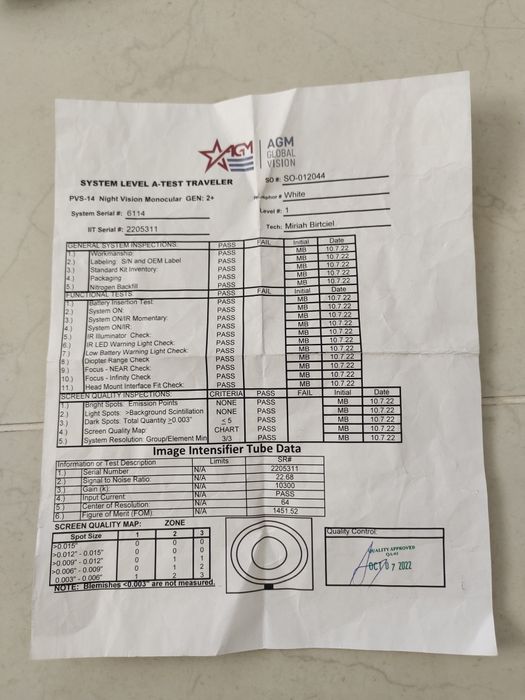 AGM
AGM
GLOBAL
VISION
SYSTEM LEVEL A-TEST TRAVELER
SO #: SO-012044
PVS-14 Night Vision Monocular GEN: 2+
Phosphor # White
System Serial #: 6114
Level #: 1
IIT Serial #: 2205311
Tech: Miriah Birtciel
GENERAL SYSTEM INSPECTIONS: PASS FAIL Initial Date
1.) Workmanship: PASS MB 10.7.22
2.) Labeling: S/N and OEM Label PASS MB 10.7.22
3.) Standard Kit Inventory: PASS MB 10.7.22
4.) Packaging PASS MB 10.7.22
5.) Nitrogen Backfill PASS MB 10.7.22
FUNCTIONAL TESTS PASS FAIL Initial Date
1.) Battery Insertion Test PASS MB 10.7.22
2.) System ON: PASS MB 10.7.22
3.) System ON/IR Momentary: PASS MB 10.7.22
4.) System ON/IR: PASS MB 10.7.22
5.) IR Illuminator Check: PASS MB 10.7.22
6.) IR LED Warning Light Check: PASS MB 10.7.22
7.) Low Battery Warning Light Check: PASS MB 10.7.22
8.) Diopter Range Check PASS MB 10.7.22
9.) Focus - NEAR Check: PASS MB 10.7.22
10.) Focus - Infinity Check PASS MB 10.7.22
11.) Head Mount Interface Fit Check: PASS MB 10.7.22
SCREEN QUALITY INSPECTIONS: CRITERIA PASS FAIL Initial Date
1.) Bright Spots: Emission Points NONE PASS MB 10.7.22
2.) Light Spots: >Background Scintillation NONE PASS MB 10.7.22
3.) Dark Spots: Total Quantity ≥0.003" ≤ 5 PASS MB 10.7.22
4.) Screen Quality Map: CHART PASS MB 10.7.22
5.) System Resolution: Group/Element Min 3/3 PASS MB 10.7.22
Image Intensifier Tube Data
Information or Test Description Limits SR#
1.) Serial Number N/A 2205311
2.) Signal to Noise Ratio: N/A 22.68
3.) Gain (k): N/A 10300
4.) Input Current: N/A PASS
5.) Center of Resolution: N/A 64
6.) Figure of Merit (FOM): N/A 1451.52
SCREEN QUALITY MAP: ZONE
Spot Size 1 2 3
>0.015" 0 0 0
>0.012" - 0.015" 0 0 0
>0.009" - 0.012" 0 1 1
>0.006" - 0.009" 0 1 2
0.003" - 0.006" 1 2 3
NOTE: Blemishes <0.003" are not measured.
Quality Control:
QUALITY APPROVED
OCT 07 2022